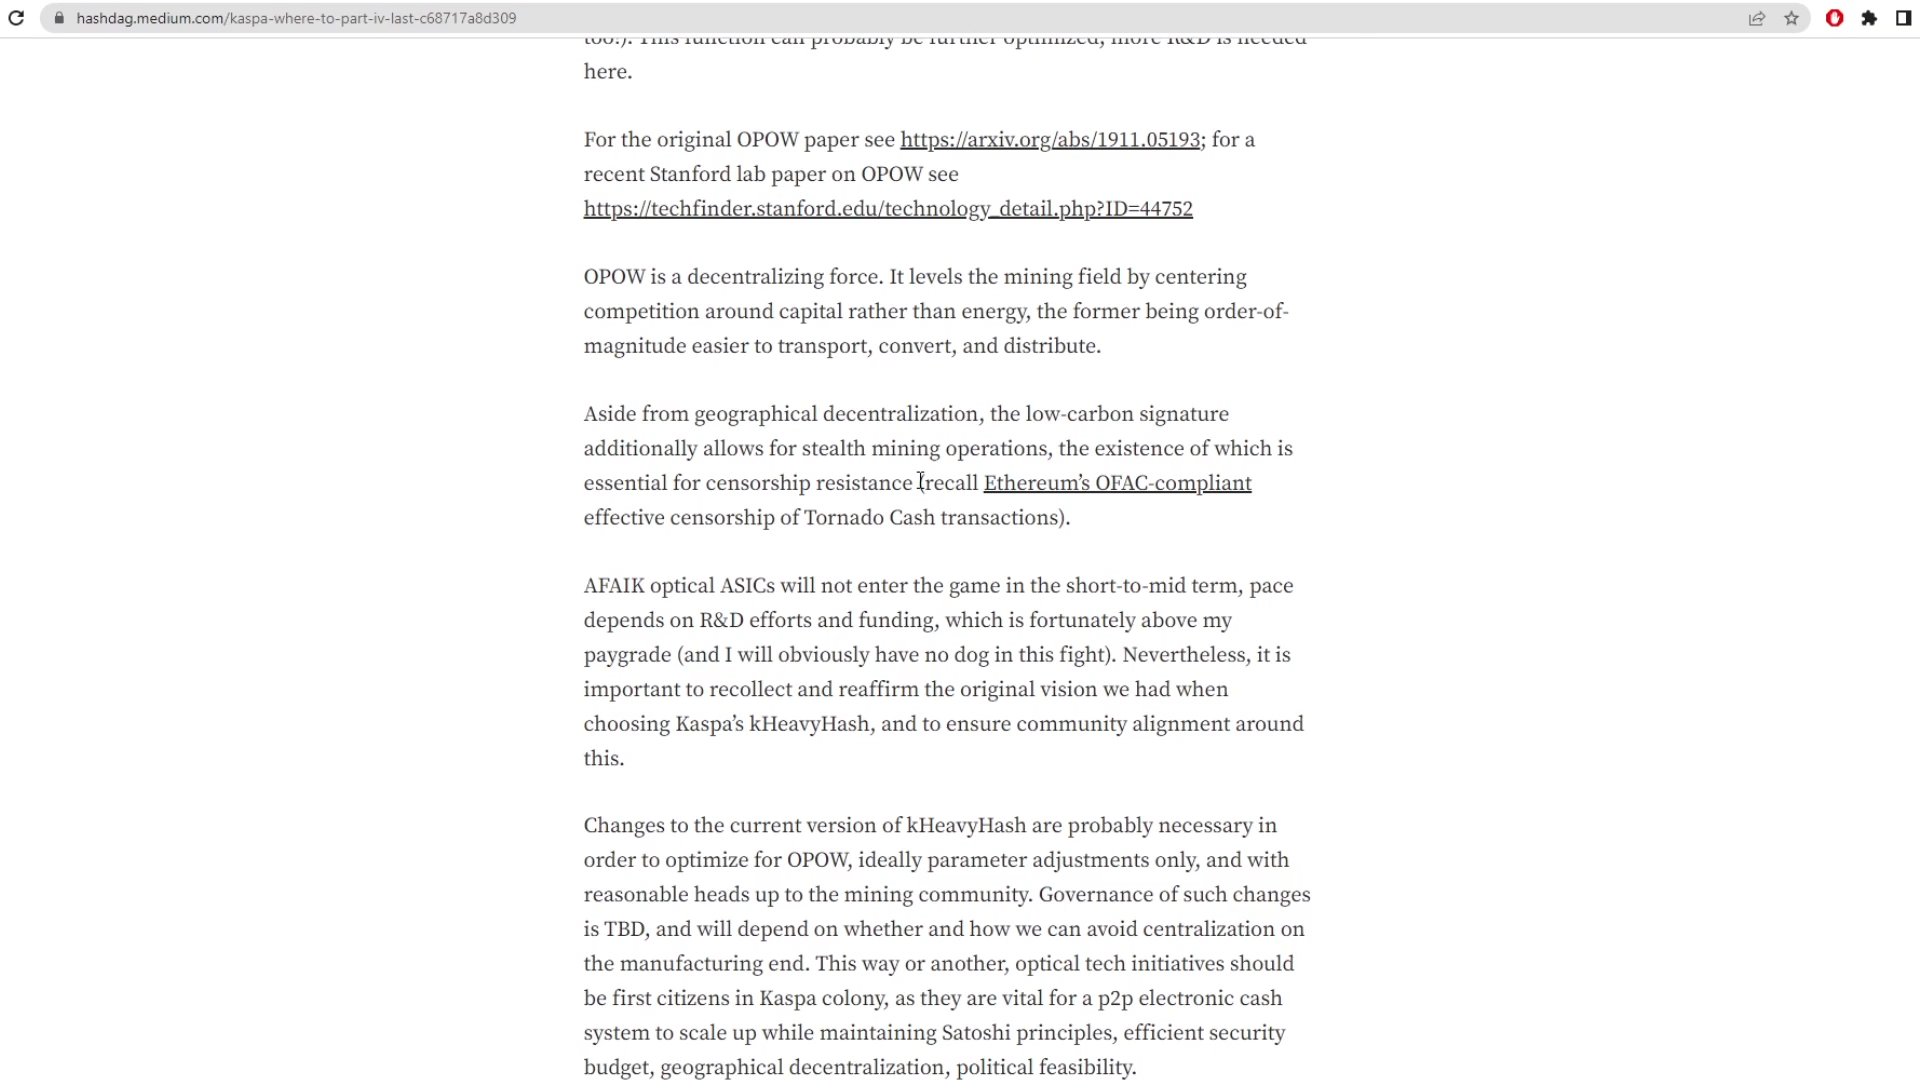 hashdag.medium.com/kaspa-where-to-part-iv-last-c68717a8d309
too!). This function can probably be further optimized, more R&D is needed
here.
For the original OPOW paper see https://arxiv.org/abs/1911.05193; for a
recent Stanford lab paper on OPOW see
https://techfinder.stanford.edu/technology_detail.php?ID=44752
OPOW is a decentralizing force. It levels the mining field by centering
competition around capital rather than energy, the former being order-of-
magnitude easier to transport, convert, and distribute.
Aside from geographical decentralization, the low-carbon signature
additionally allows for stealth mining operations, the existence of which is
essential for censorship resistance (recall Ethereum’s OFAC-compliant
effective censorship of Tornado Cash transactions).
AFAIK optical ASICs will not enter the game in the short-to-mid term, pace
depends on R&D efforts and funding, which is fortunately above my
paygrade (and I will obviously have no dog in this fight). Nevertheless, it is
important to recollect and reaffirm the original vision we had when
choosing Kaspa’s kHeavyHash, and to ensure community alignment around
this.
Changes to the current version of kHeavyHash are probably necessary in
order to optimize for OPOW, ideally parameter adjustments only, and with
reasonable heads up to the mining community. Governance of such changes
is TBD, and will depend on whether and how we can avoid centralization on
the manufacturing end. This way or another, optical tech initiatives should
be first citizens in Kaspa colony, as they are vital for a p2p electronic cash
system to scale up while maintaining Satoshi principles, efficient security
budget, geographical decentralization, political feasibility.